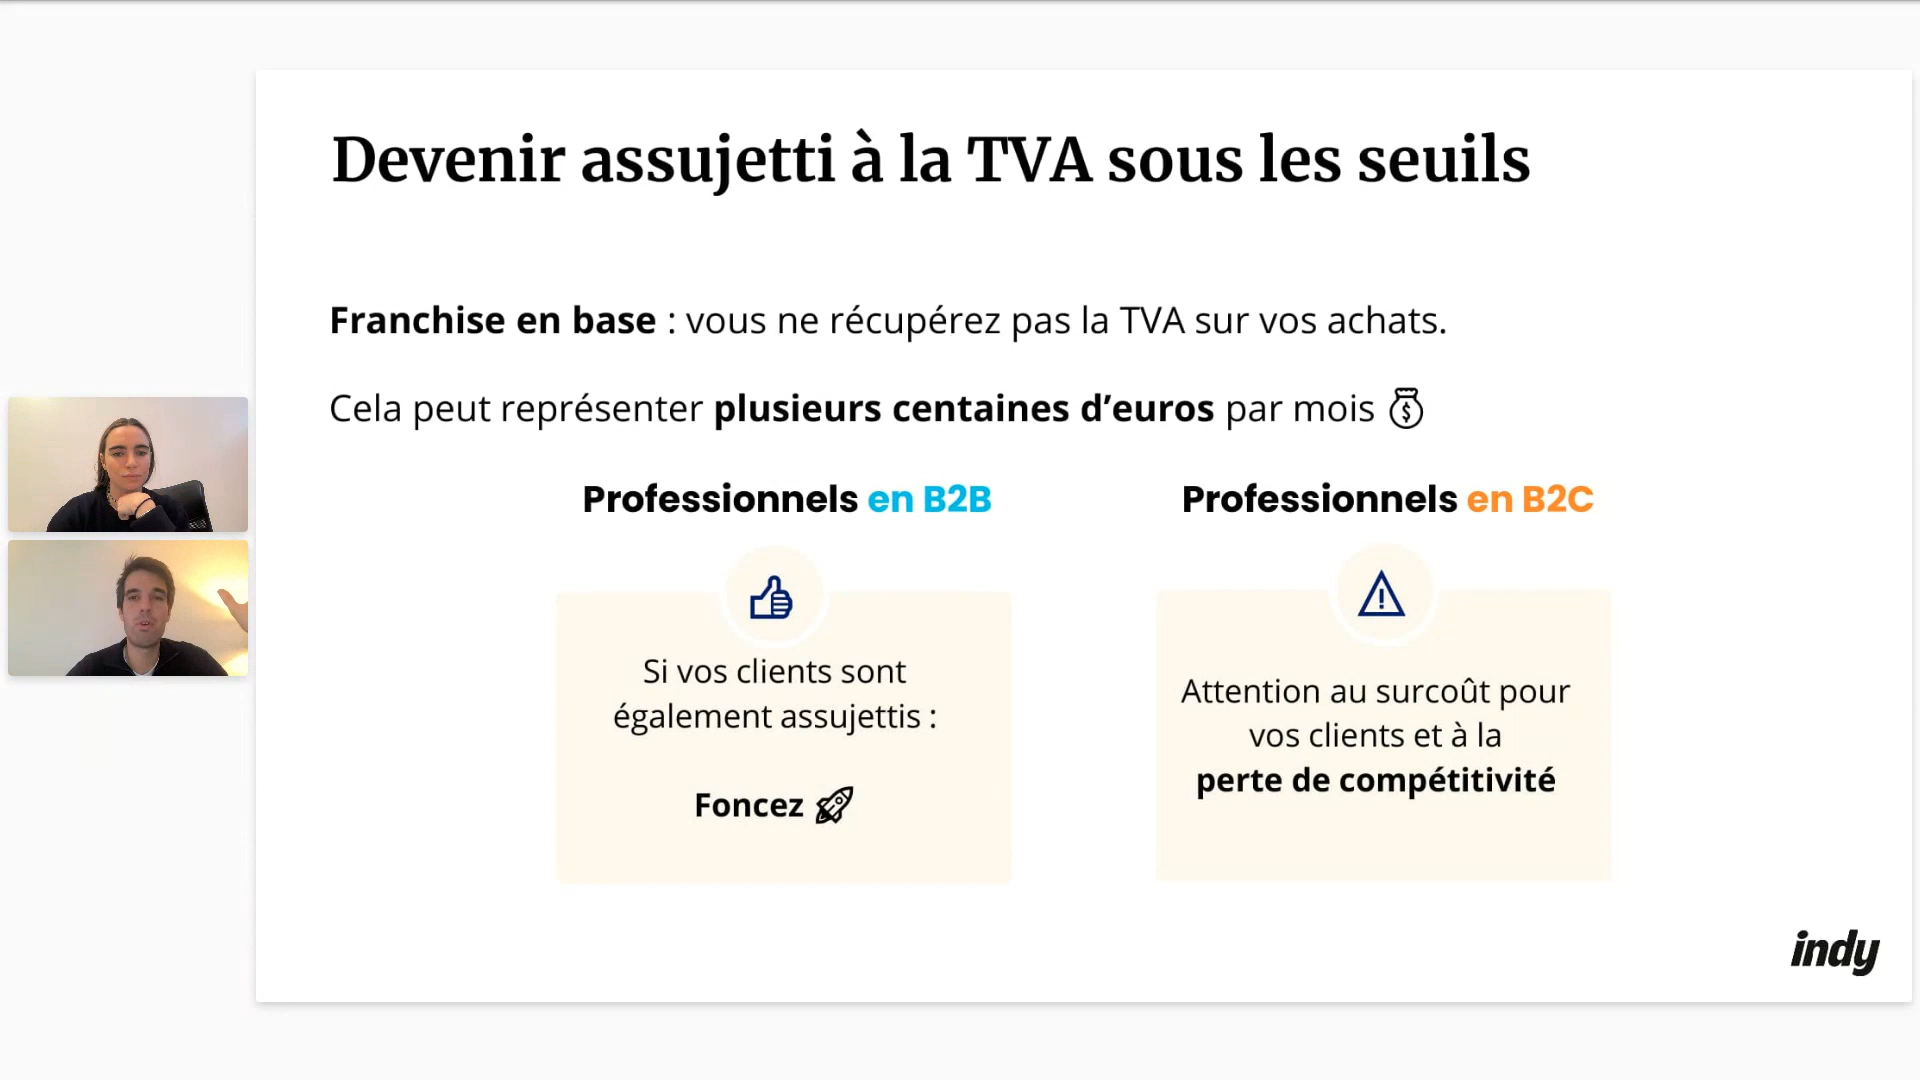 Devenir assujetti à la TVA sous les seuils
Franchise en base : vous ne récupérez pas la TVA sur vos achats.
Cela peut représenter plusieurs centaines d’euros par mois
Professionnels en B2B
Si vos clients sont
également assujettis :
Foncez
Professionnels en B2C
Attention au surcoût pour
vos clients et à la
perte de compétitivité
indy